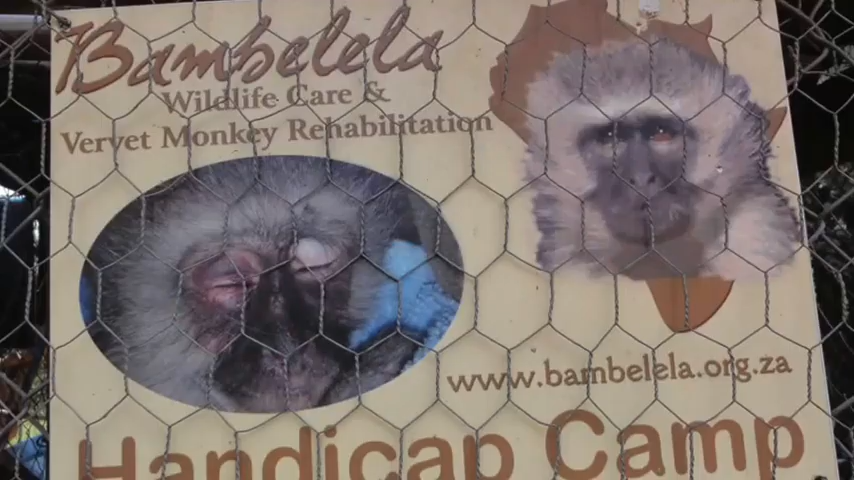 Bambelela
Wildlife Care &
Vervet Monkey Rehabilitation
www.bambelela.org.za
Handicap Camp